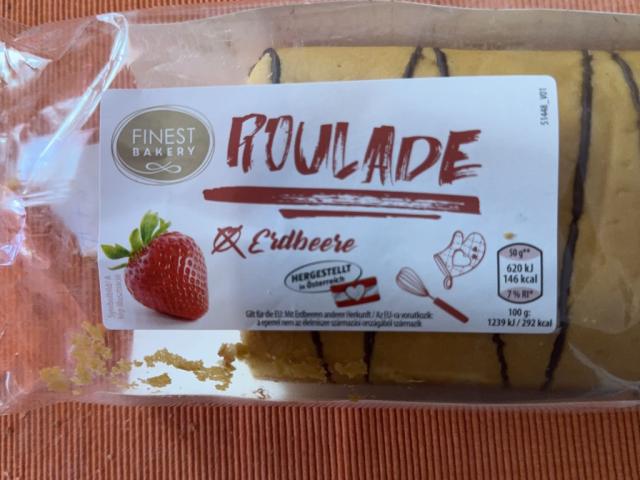 FINEST
BAKERY
ROULADE
Erdbeere
HERGESTELLT
in Österreich
Gilt für die EU: Mit Erdbeeren anderer Herkunft / Az EU-ra vonatkozik:
a eperrel nem az élelmiszer származási országából származik
50 g**
620 kJ
146 kcal
7 % RI*
100 g:
1239 kJ / 292 kcal
51448_V01